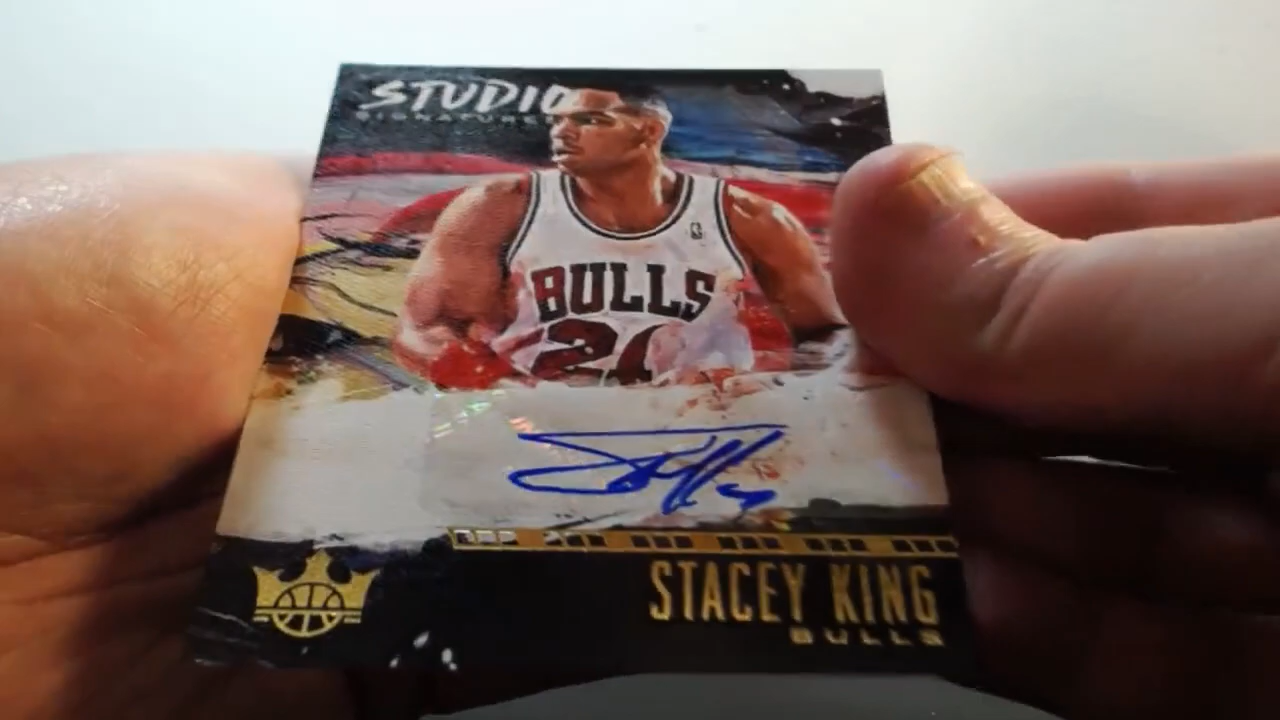 STUDIO
SIGNATURES
BULLS
STACEY KING
BULLS